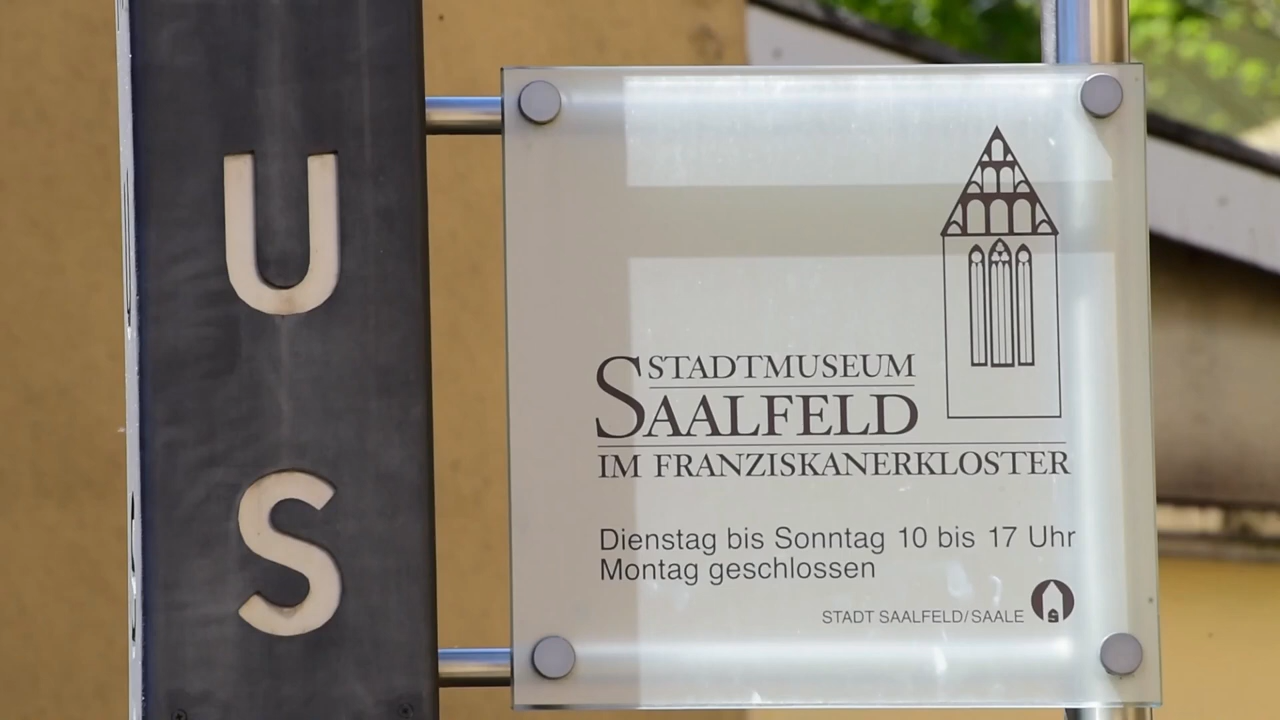 U
S
STADTMUSEUM
SAALFELD
IM FRANZISKANERKLOSTER
Dienstag bis Sonntag 10 bis 17 Uhr
Montag geschlossen
STADT SAALFELD/SAALE